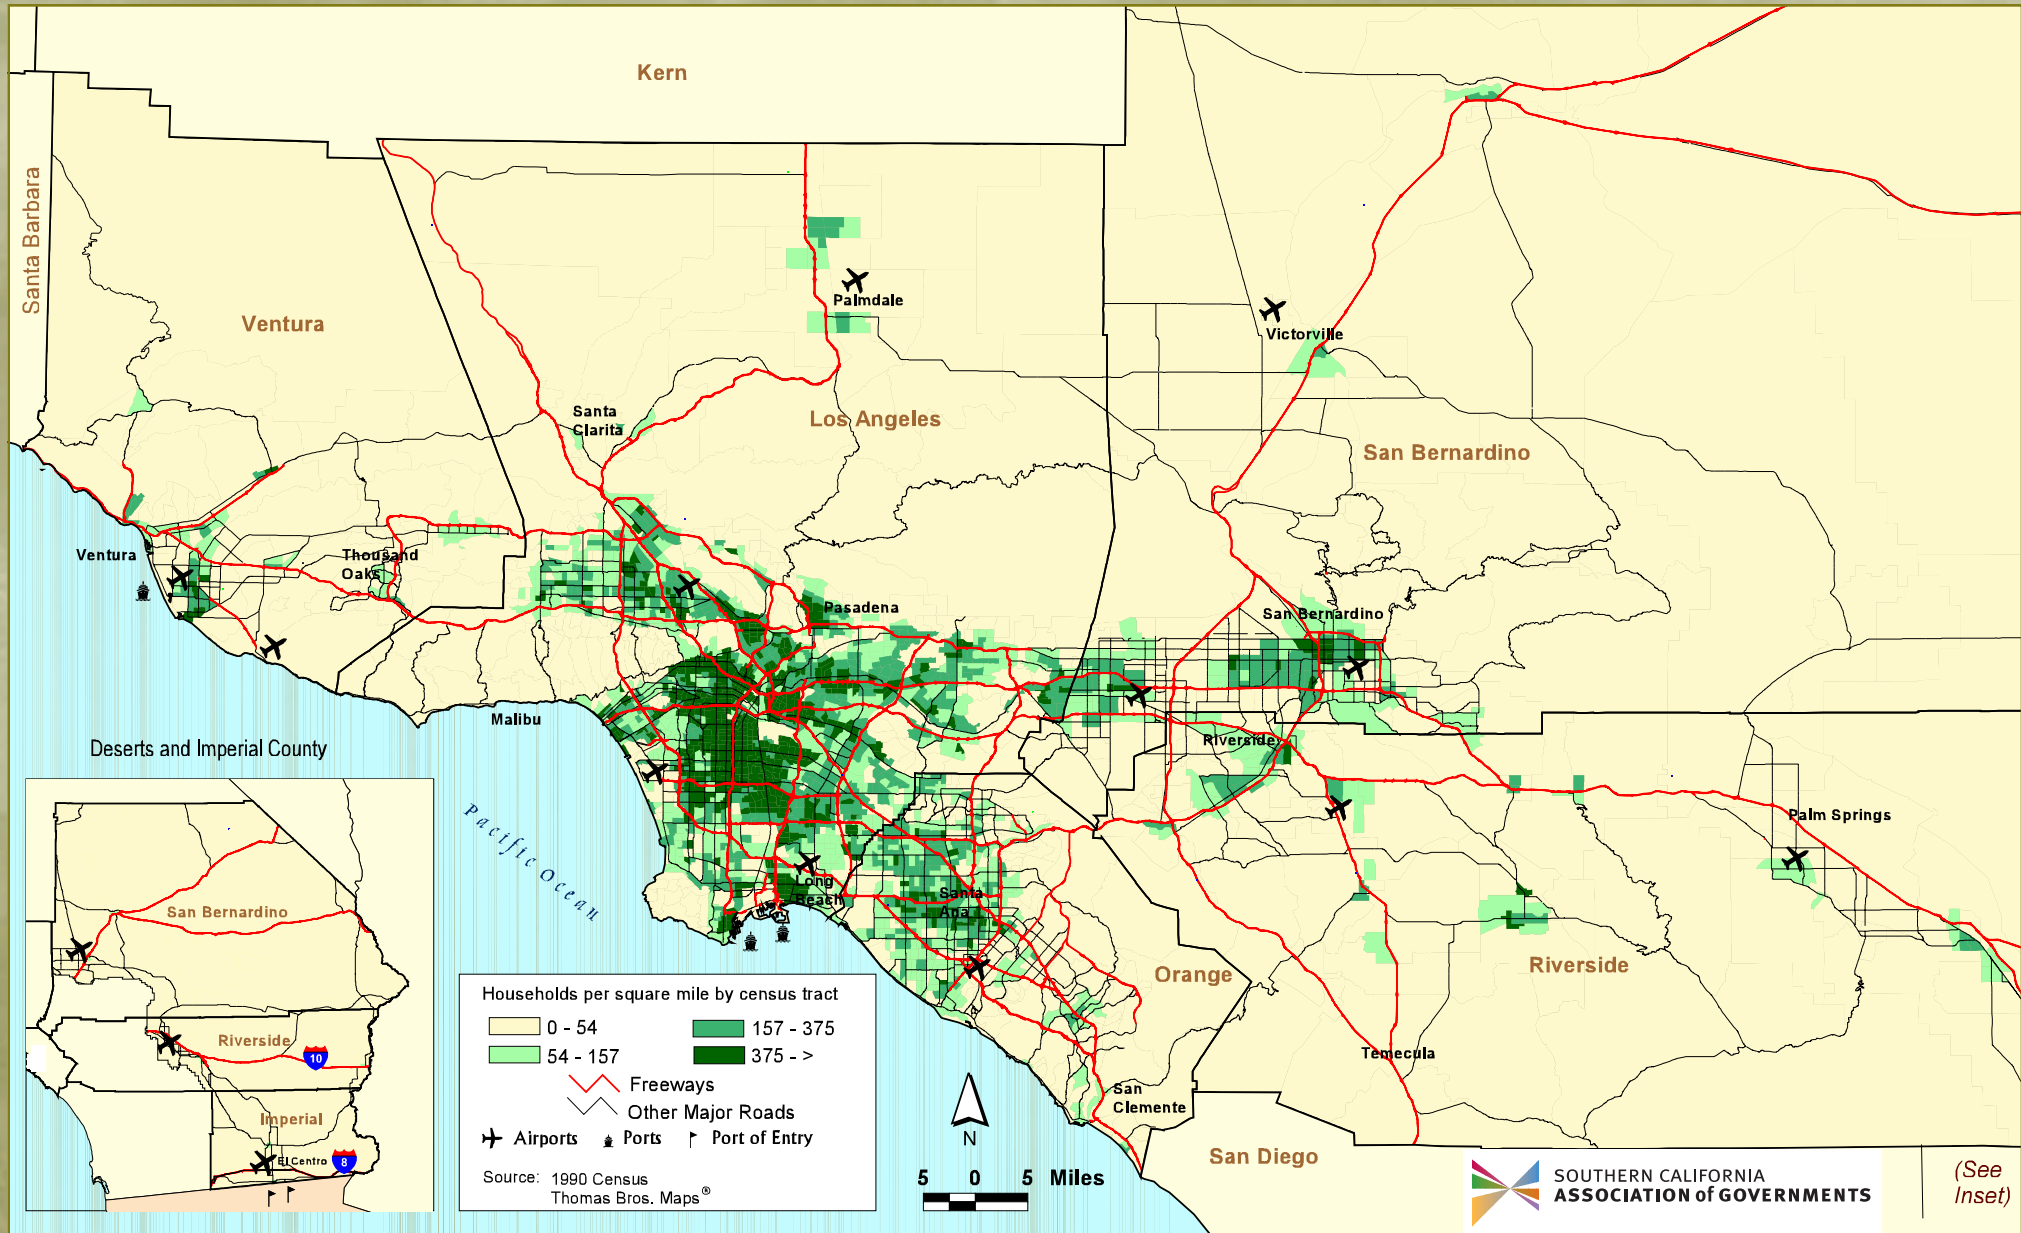 Kern
Santa Barbara
Ventura
Palmdale
Victorville
Santa
Clarita
Los Angeles
San Bernardino
Ventura
Thousand
Oaks
Pasadena
San Bernardino
Malibu
Riverside
Deserts and Imperial County
Pacific Ocean
Palm Springs
Long
Beach
Santa
Ana
San Bernardino
Orange
Riverside
Riverside
10
Temecula
San
Clemente
Imperial
El Centro
8
San Diego
Households per square mile by census tract
0 - 54
157 - 375
54 - 157
375 - >
Freeways
Other Major Roads
Airports
Ports
Port of Entry
Source: 1990 Census
Thomas Bros. Maps®
N
5 0 5 Miles
SOUTHERN CALIFORNIA
ASSOCIATION of GOVERNMENTS
(See
Inset)